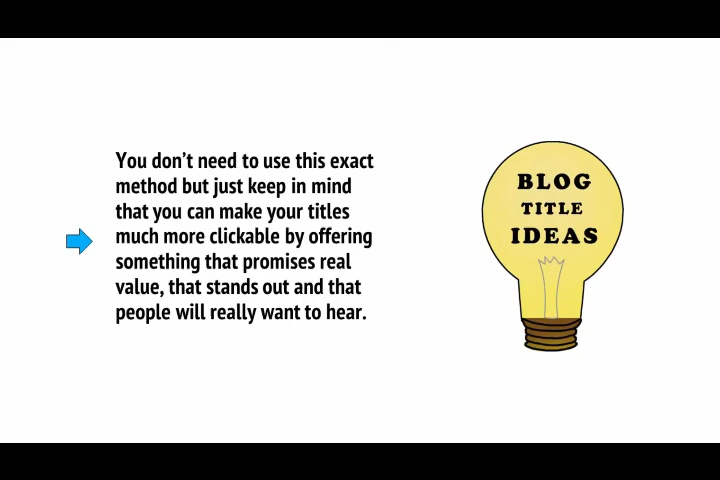 You don't need to use this exact
method but just keep in mind
that you can make your titles
much more clickable by offering
something that promises real
value, that stands out and that
people will really want to hear.
BLOG
TITLE
IDEAS